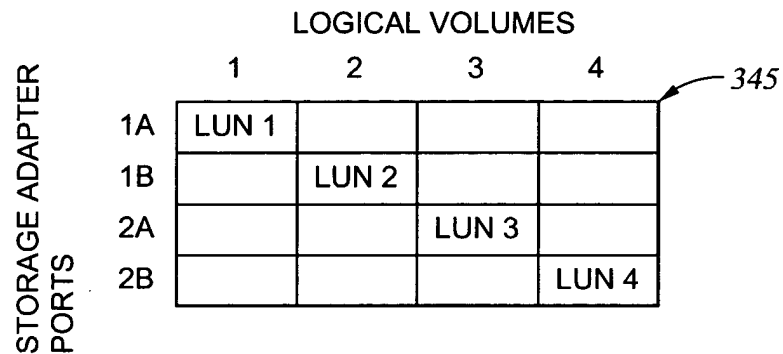 LOGICAL VOLUMES
1 2 3 4
345
STORAGE ADAPTER
PORTS
1A LUN 1
1B LUN 2
2A LUN 3
2B LUN 4